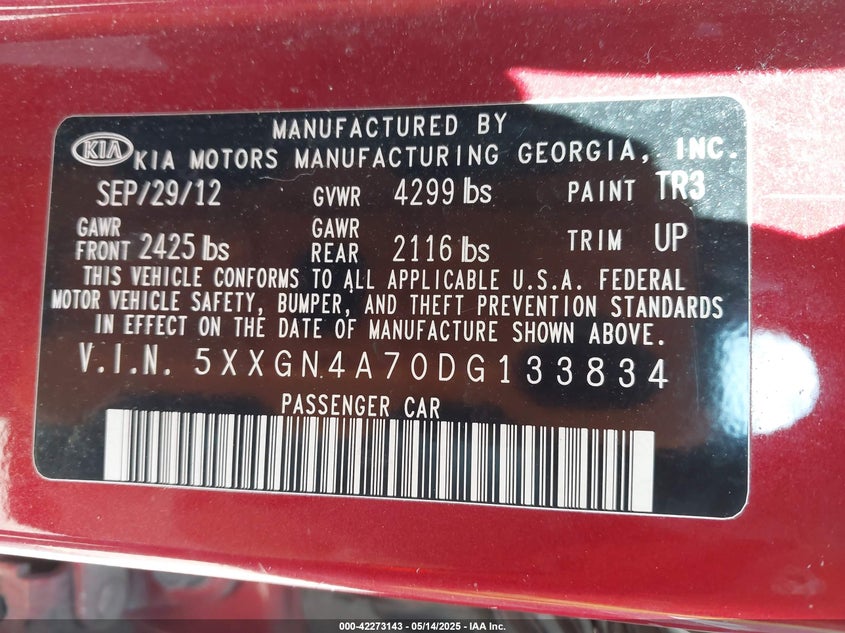 KIA
MANUFACTURED BY
KIA MOTORS MANUFACTURING GEORGIA, INC.
SEP/29/12 GVWR 4299 lbs PAINT TR3
GAWR FRONT 2425 lbs GAWR REAR 2116 lbs TRIM UP
THIS VEHICLE CONFORMS TO ALL APPLICABLE U.S.A. FEDERAL
MOTOR VEHICLE SAFETY, BUMPER, AND THEFT PREVENTION STANDARDS
IN EFFECT ON THE DATE OF MANUFACTURE SHOWN ABOVE.
V.I.N. 5XXGN4A70DG133834
PASSENGER CAR
000-42273143 - 05/14/2025 - IAA Inc.